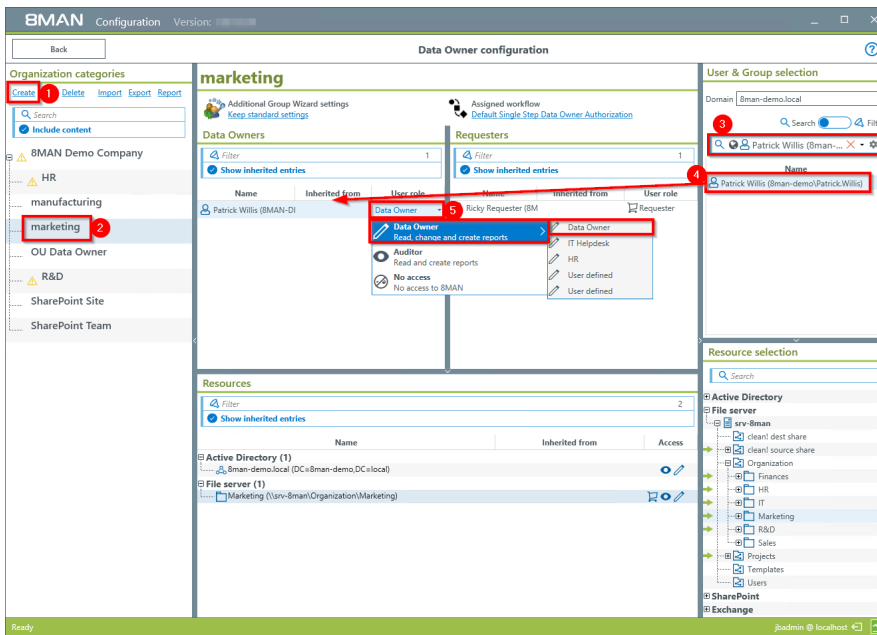 8MAN Configuration Version:
Back
Data Owner configuration
Organization categories
Create Delete Import Export Report
1
Search
Include content
8MAN Demo Company
HR
manufacturing
marketing
2
OU Data Owner
R&D
SharePoint Site
SharePoint Team
marketing
Additional Group Wizard settings
Keep standard settings
Assigned workflow
Default Single Step Data Owner Authorization
Data Owners
Filter 1
Show inherited entries
Name Inherited from User role
Patrick Willis (8MAN-DI Data Owner
5
Data Owner
Read, change and create reports
Auditor
Read and create reports
No access
No access to 8MAN
Data Owner
IT Helpdesk
HR
User defined
User defined
Requesters
Filter 1
Show inherited entries
Name Inherited from User role
Ricky Requester (8M Requester
Resources
Filter 2
Show inherited entries
Name Inherited from Access
Active Directory (1)
8man-demo.local (DC=8man-demo,DC=local)
File server (1)
Marketing (\\srv-8man\Organization\Marketing)
User & Group selection
Domain 8man-demo.local
3
Search Filt
Patrick Willis (8man-...
Name
4
Patrick Willis (8man-demo\Patrick.Willis)
Resource selection
Search
Active Directory
File server
srv-8man
clean! dest share
clean! source share
Organization
Finances
HR
IT
Marketing
R&D
Sales
Projects
Templates
Users
SharePoint
Exchange
Ready
jbadmin @ localhost